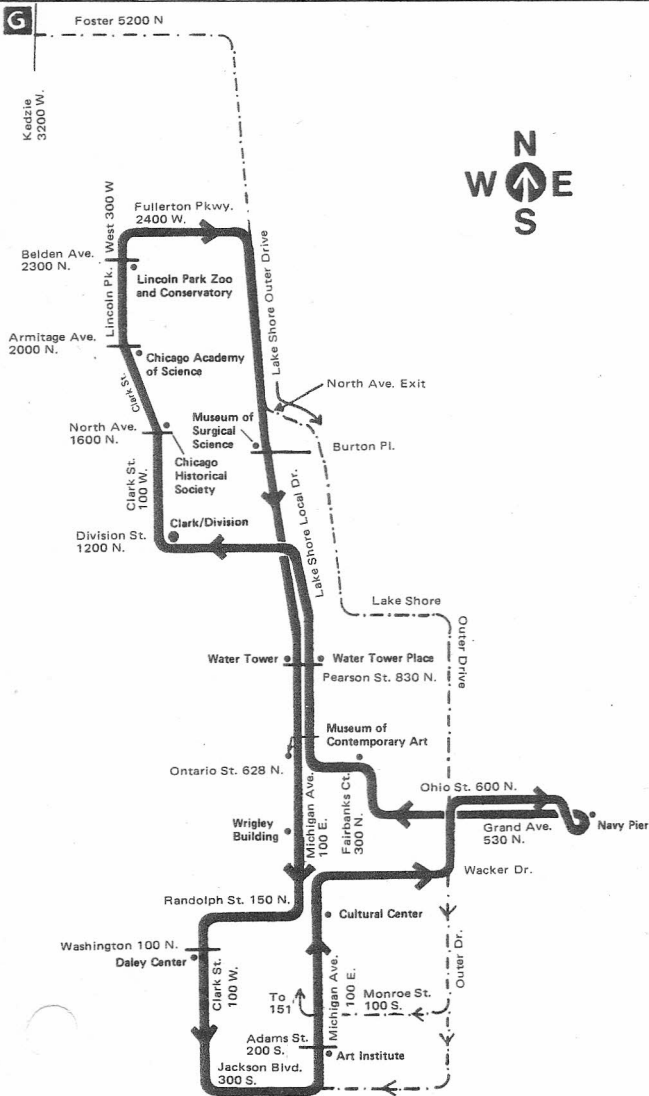 G
Foster 5200 N
Kedzie
3200 W.
N
W E
S
Fullerton Pkwy.
2400 W.
Lincoln Pk. West 300 W
Belden Ave.
2300 N.
Lincoln Park Zoo
and Conservatory
Lake Shore Outer Drive
Armitage Ave.
2000 N.
Chicago Academy
of Science
Clark St.
North Ave. Exit
Museum of
Surgical
Science
North Ave.
1600 N.
Burton Pl.
Chicago
Historical
Society
Clark St.
100 W.
Lake Shore Local Dr.
Clark/Division
Division St.
1200 N.
Lake Shore
Outer Drive
Water Tower
Water Tower Place
Pearson St. 830 N.
Museum of
Contemporary Art
Ontario St. 628 N.
Michigan Ave.
100 E.
Fairbanks Ct.
300 N.
Ohio St. 600 N.
Grand Ave.
530 N.
Navy Pier
Wrigley
Building
Wacker Dr.
Randolph St. 150 N.
Cultural Center
Washington 100 N.
Daley Center
Clark St.
100 W.
Michigan Ave.
100 E.
Outer Dr.
To
151
Monroe St.
100 S.
Adams St.
200 S.
Art Institute
Jackson Blvd.
300 S.